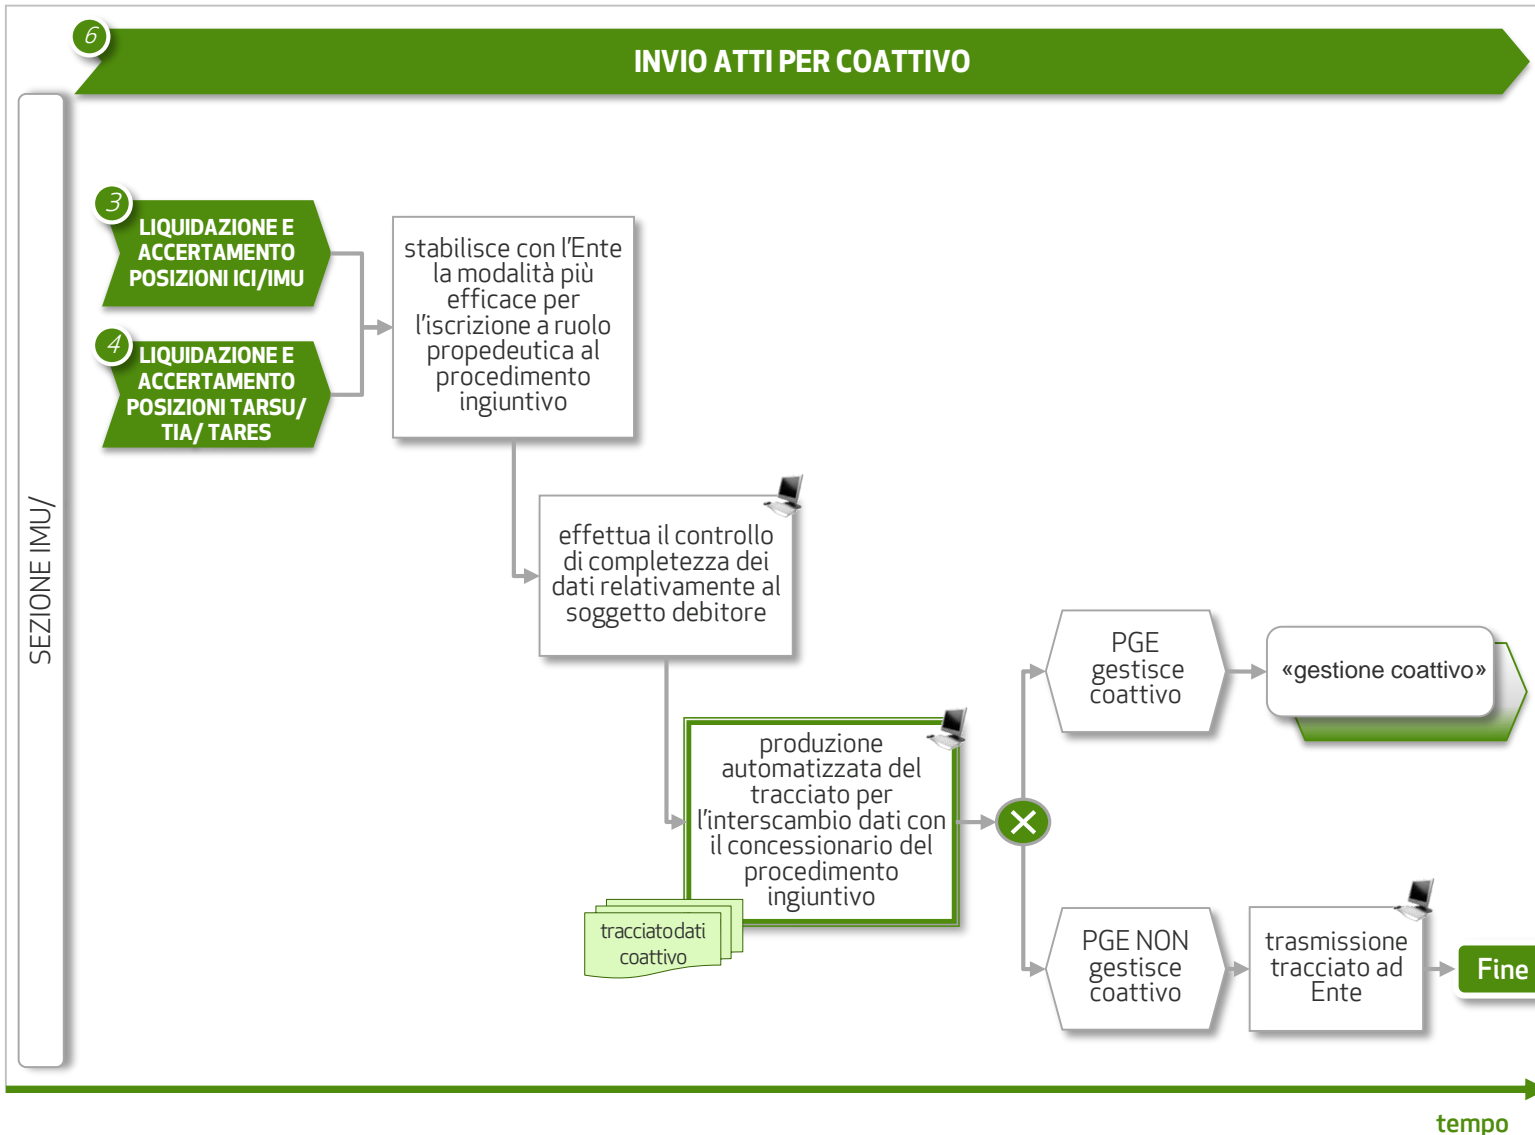 6
INVIO ATTI PER COATTIVO
SEZIONE IMU/
3
LIQUIDAZIONE E
ACCERTAMENTO
POSIZIONI ICI/IMU
4
LIQUIDAZIONE E
ACCERTAMENTO
POSIZIONI TARSU/
TIA/ TARES
stabilisce con l'Ente
la modalità più
efficace per
l'iscrizione a ruolo
propedeutica al
procedimento
ingiuntivo
effettua il controllo
di completezza dei
dati relativamente al
soggetto debitore
produzione
automatizzata del
tracciato per
l'interscambio dati con
il concessionario del
procedimento
ingiuntivo
tracciato dati
coattivo
PGE
gestisce
coattivo
«gestione coattivo»
PGE NON
gestisce
coattivo
trasmissione
tracciato ad
Ente
Fine
tempo